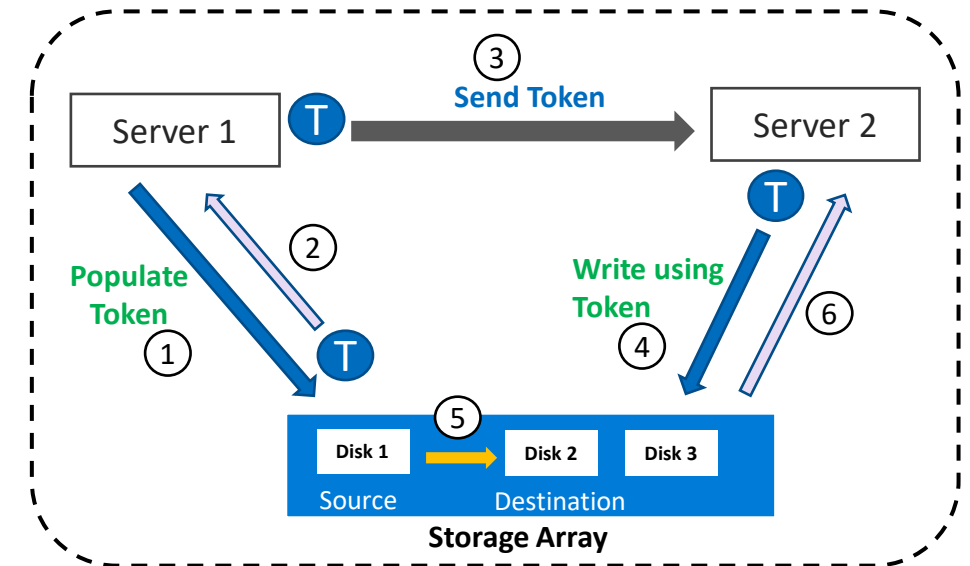 3
Send Token
Server 1
T
Server 2
T
2
Populate
Token
1
T
Write using
Token
4
6
5
Disk 1
Disk 2
Disk 3
Source
Destination
Storage Array